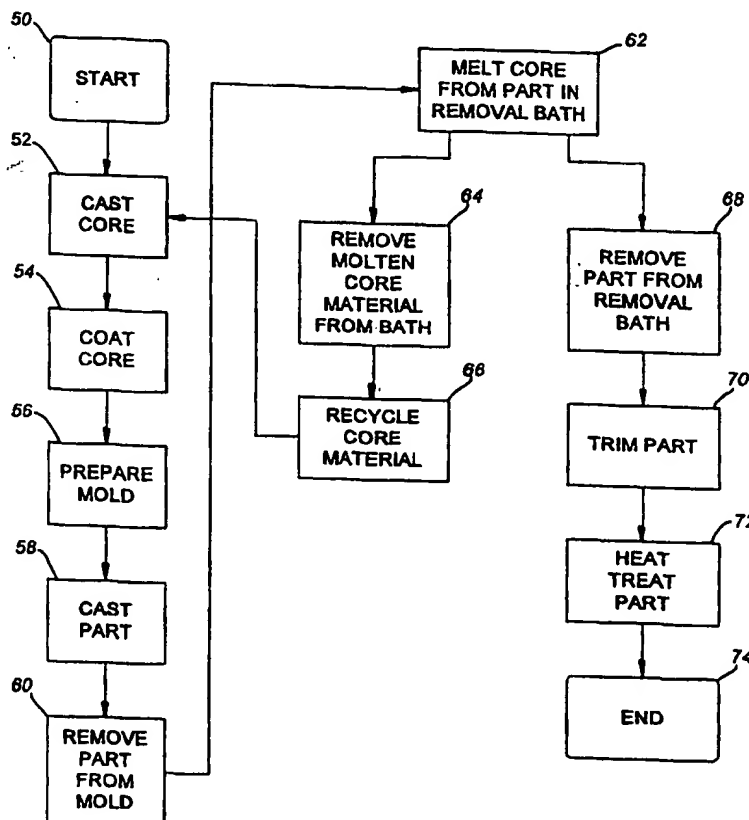 50
START
52
CAST
CORE
54
COAT
CORE
56
PREPARE
MOLD
58
CAST
PART
60
REMOVE
PART
FROM
MOLD
62
MELT CORE
FROM PART IN
REMOVAL BATH
64
REMOVE
MOLTEN
CORE
MATERIAL
FROM BATH
66
RECYCLE
CORE
MATERIAL
68
REMOVE
PART FROM
REMOVAL
BATH
70
TRIM PART
72
HEAT
TREAT
PART
74
END